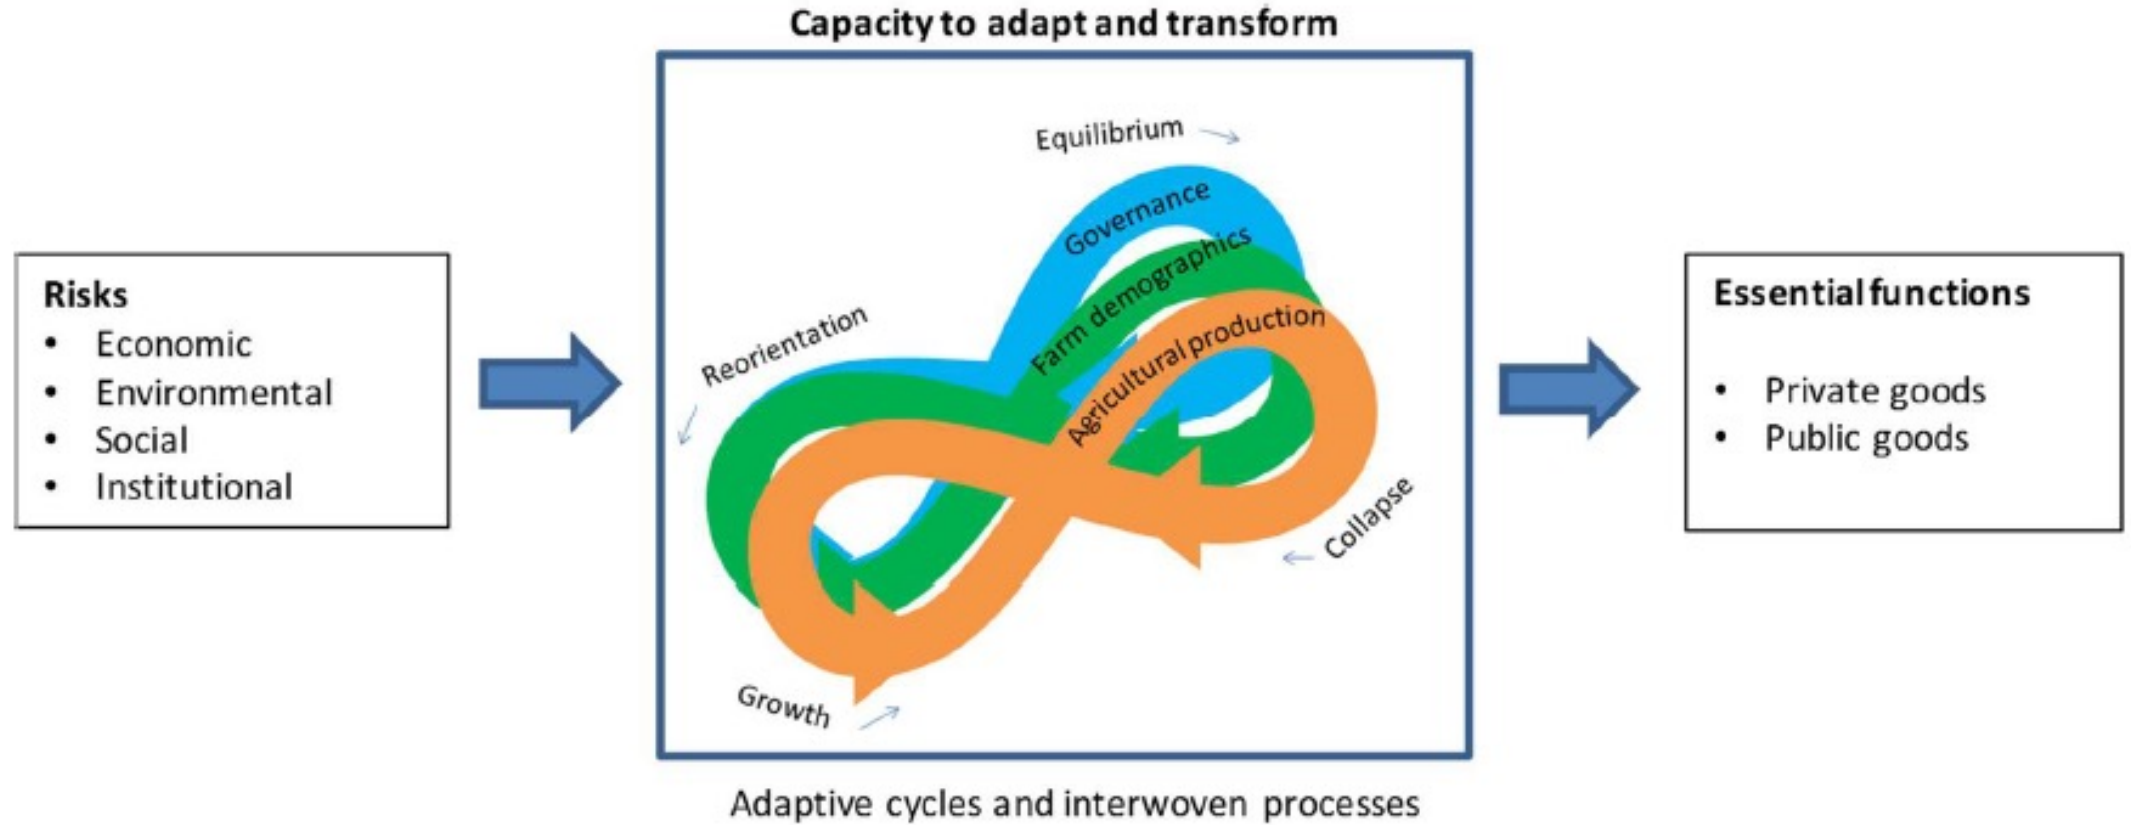 Capacity to adapt and transform
Risks
• Economic
• Environmental
• Social
• Institutional
Equilibrium
Governance
Farm demographics
Agricultural production
Reorientation
Collapse
Growth
Essential functions
• Private goods
• Public goods
Adaptive cycles and interwoven processes